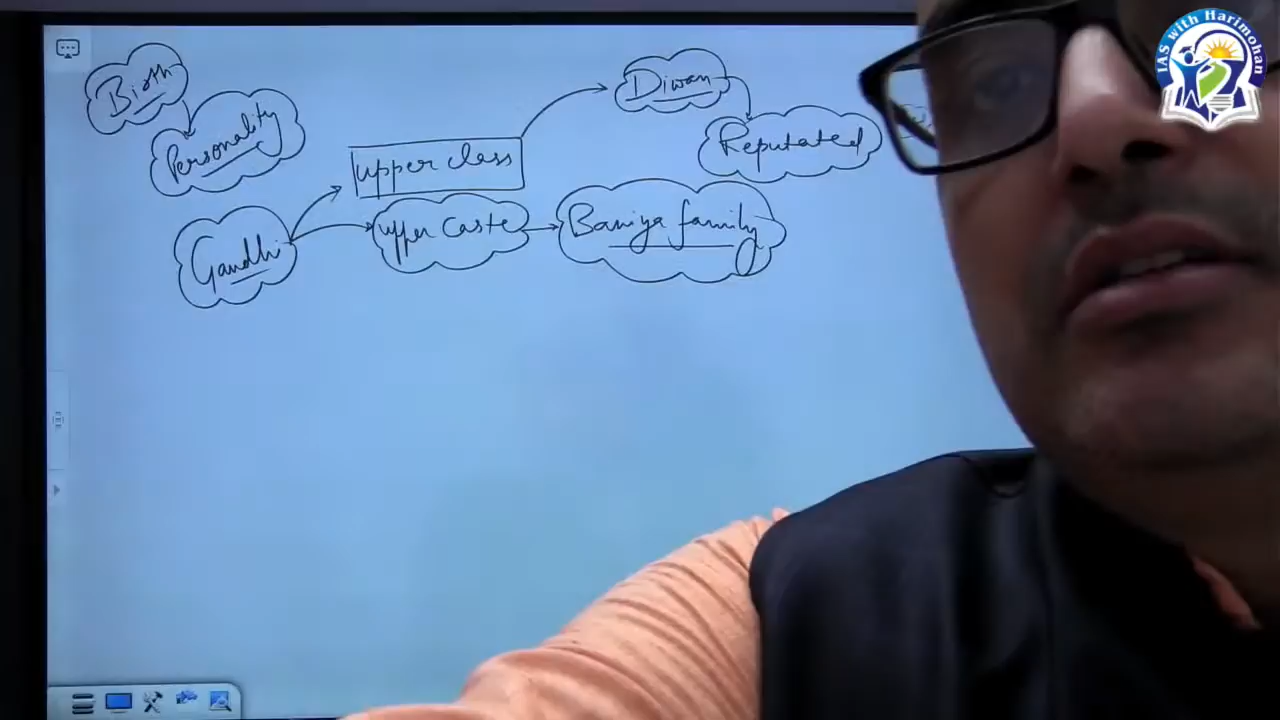 Birth
Personality
Diwan
Reputated
upper class
Gandhi
upper Caste
Baniya family
IAS with Harimohan